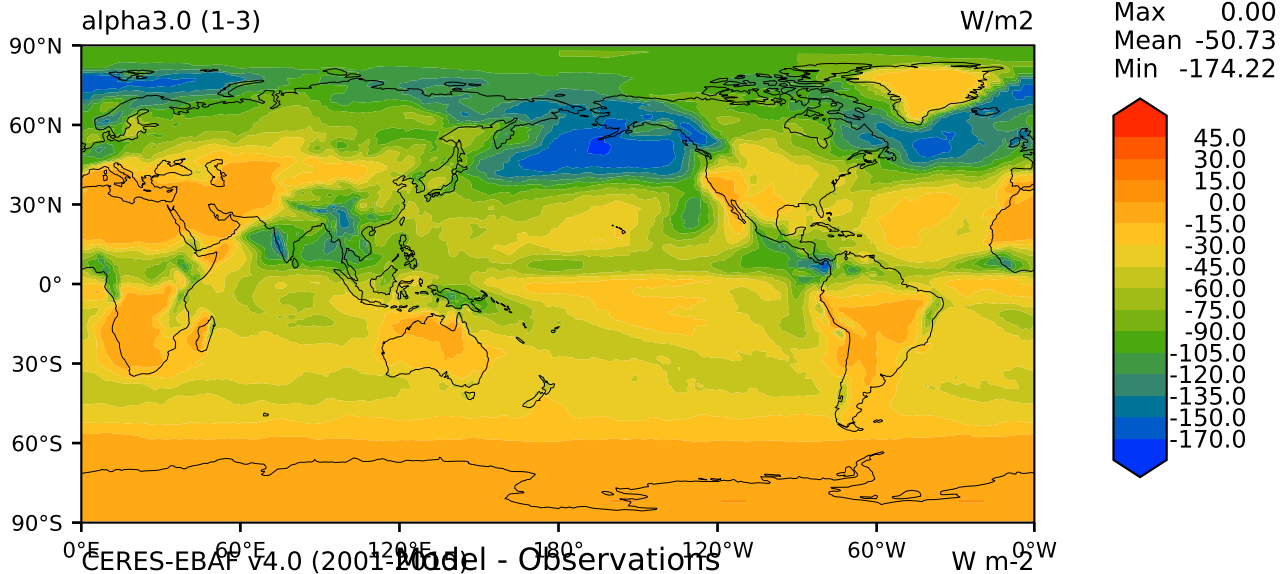 alpha3.0 (1-3)
W/m2
Max 0.00
Mean -50.73
Min -174.22
90°N
60°N
30°N
0°
30°S
60°S
90°S
0°E 60°E 120°E 180° 120°W 60°W 0°W
45.0
30.0
15.0
0.0
-15.0
-30.0
-45.0
-60.0
-75.0
-90.0
-105.0
-120.0
-135.0
-150.0
-170.0
CERES-EBAF v4.0 (2001-2015)
Model - Observations
W m-2